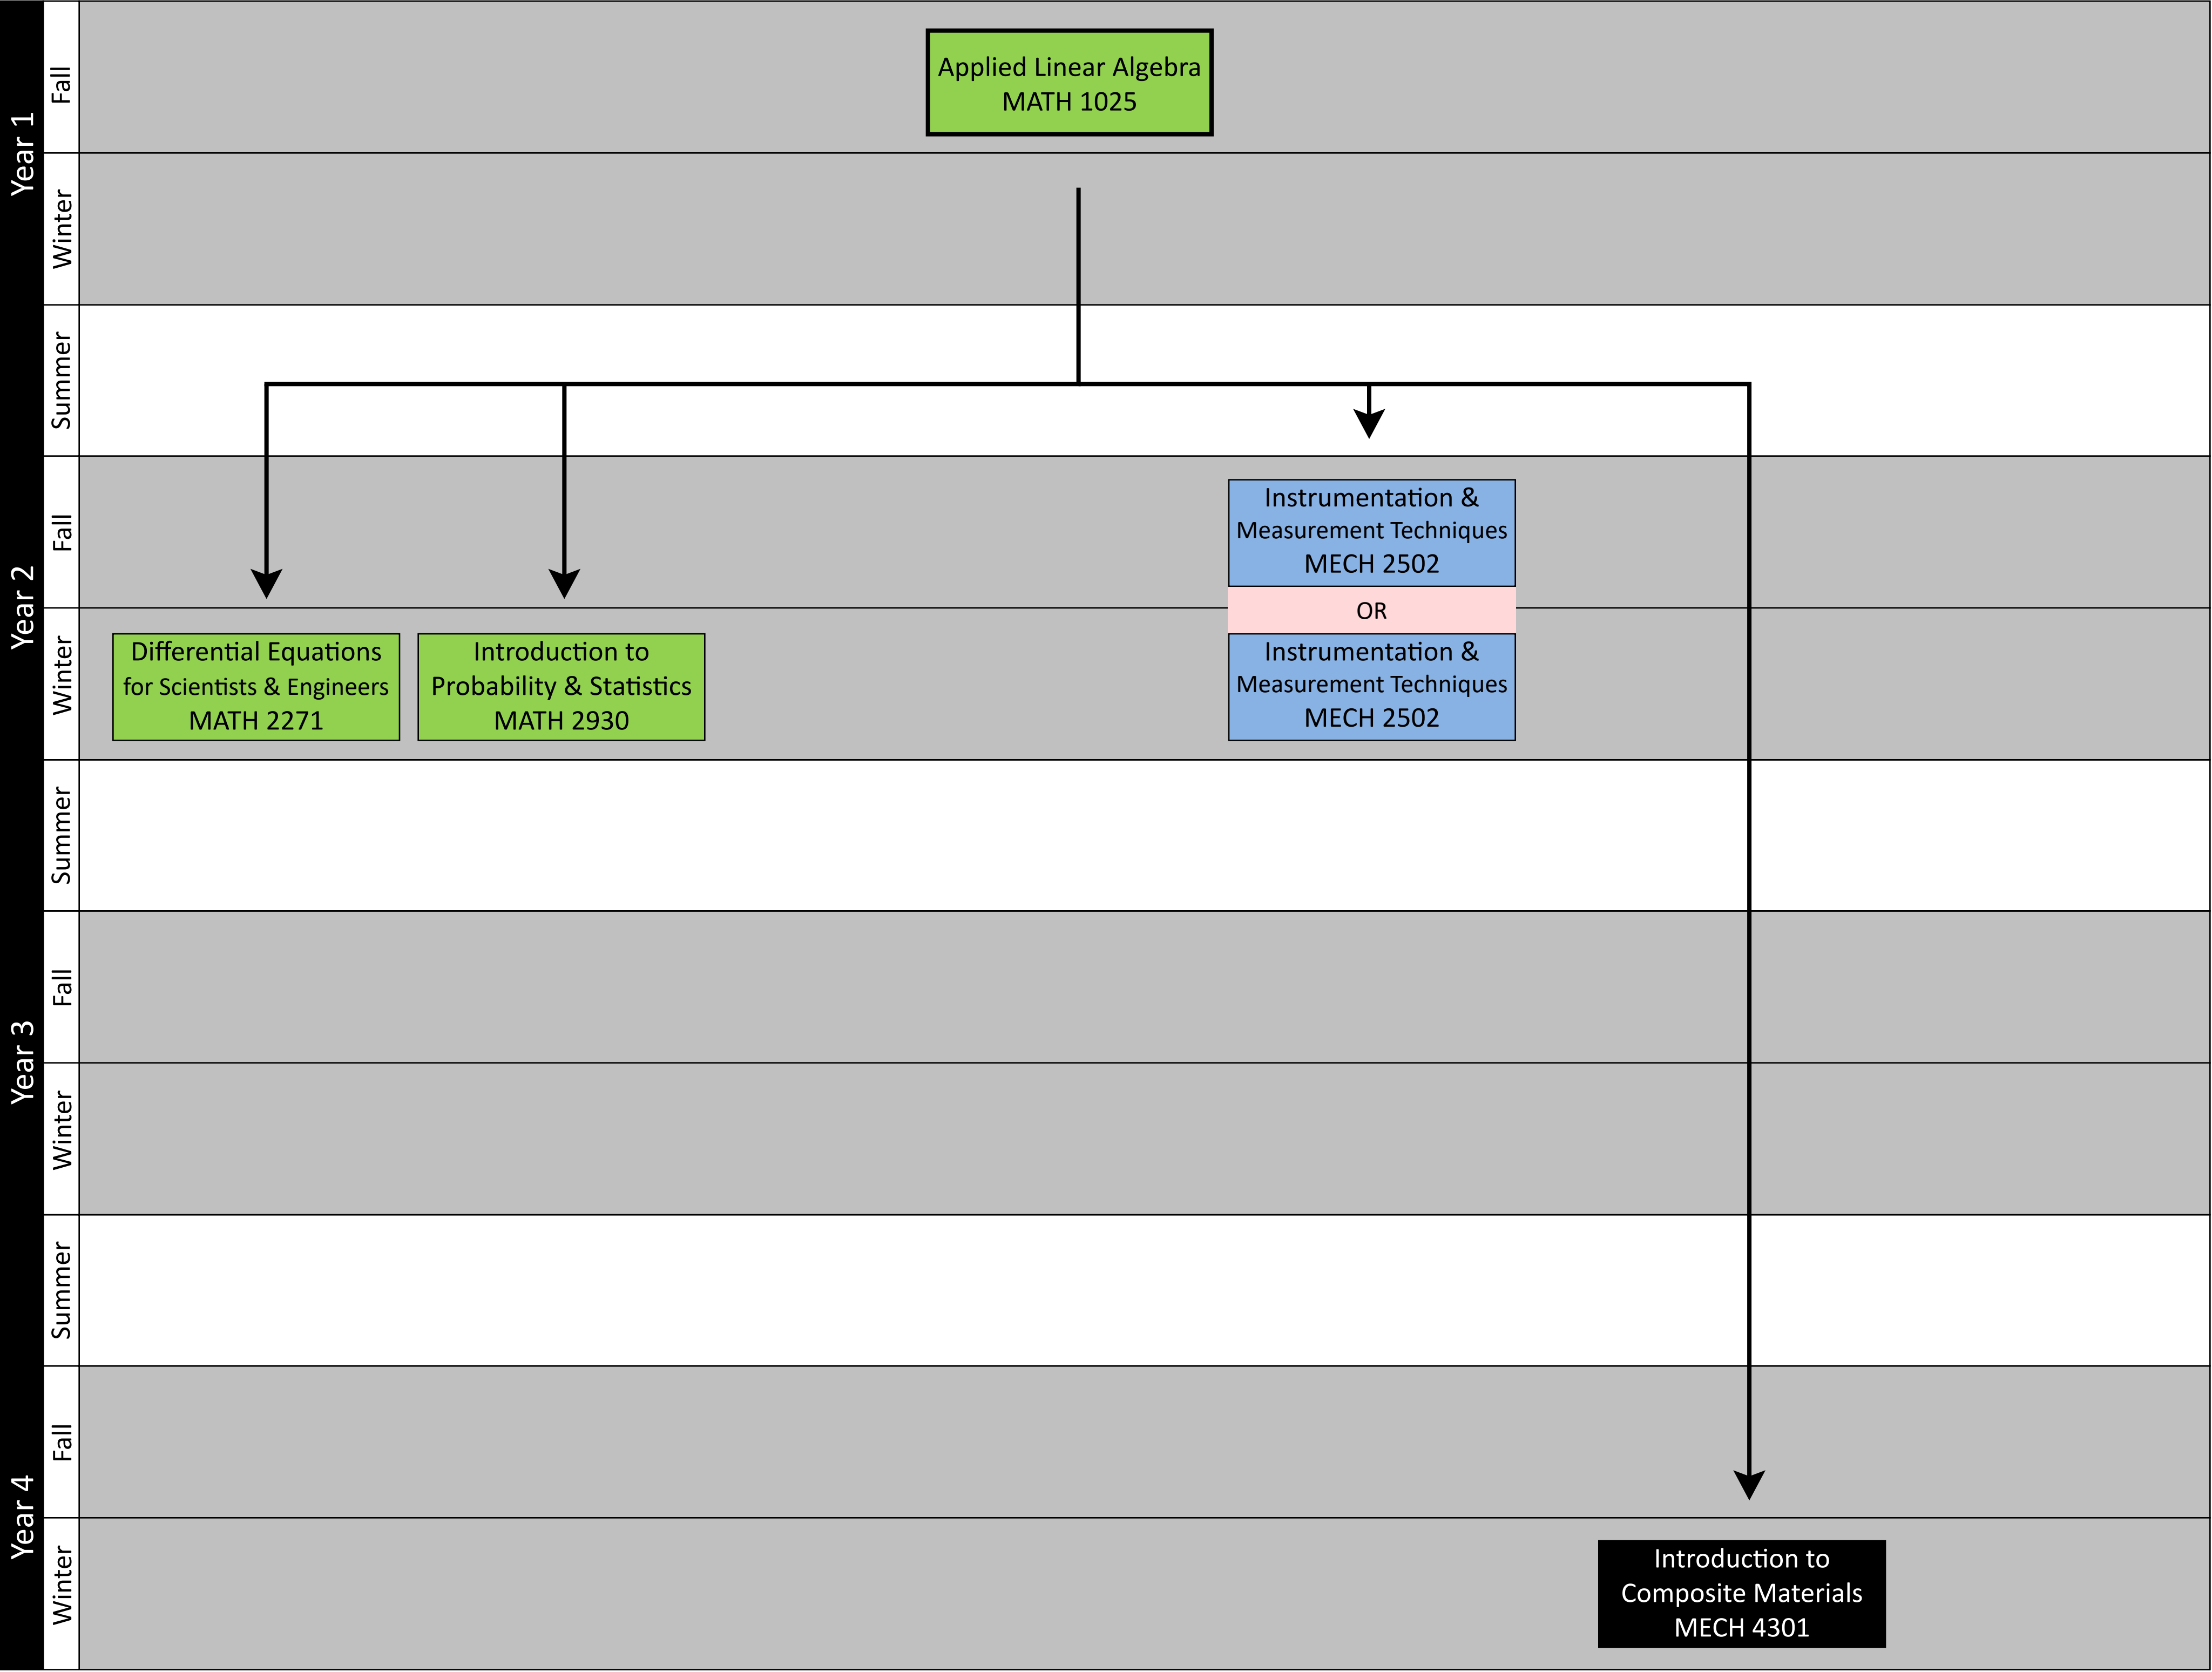 Year 1
Fall
Applied Linear Algebra
MATH 1025
Winter
Summer
Year 2
Fall
Instrumentation &
Measurement Techniques
MECH 2502
OR
Winter
Differential Equations
for Scientists & Engineers
MATH 2271
Introduction to
Probability & Statistics
MATH 2930
Instrumentation &
Measurement Techniques
MECH 2502
Summer
Year 3
Fall
Winter
Summer
Year 4
Fall
Winter
Introduction to
Composite Materials
MECH 4301